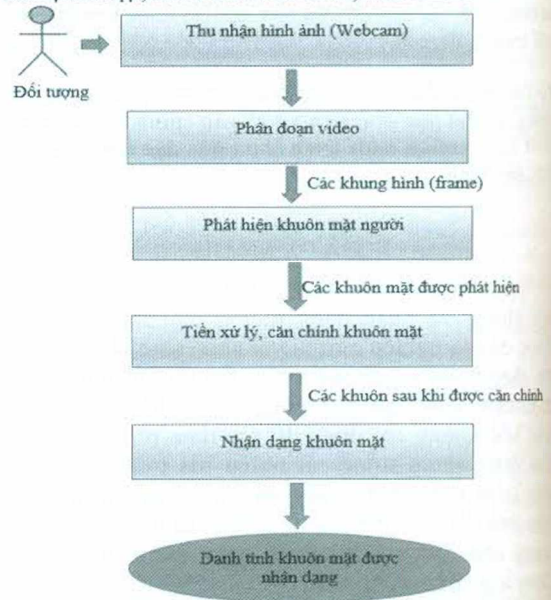 Thu nhận hình ảnh (Webcam)
Đối tượng
Phân đoạn video
Các khung hình (frame)
Phát hiện khuôn mặt người
Các khuôn mặt được phát hiện
Tiền xử lý, căn chỉnh khuôn mặt
Các khuôn sau khi được căn chỉnh
Nhận dạng khuôn mặt
Danh tính khuôn mặt được
nhận dạng